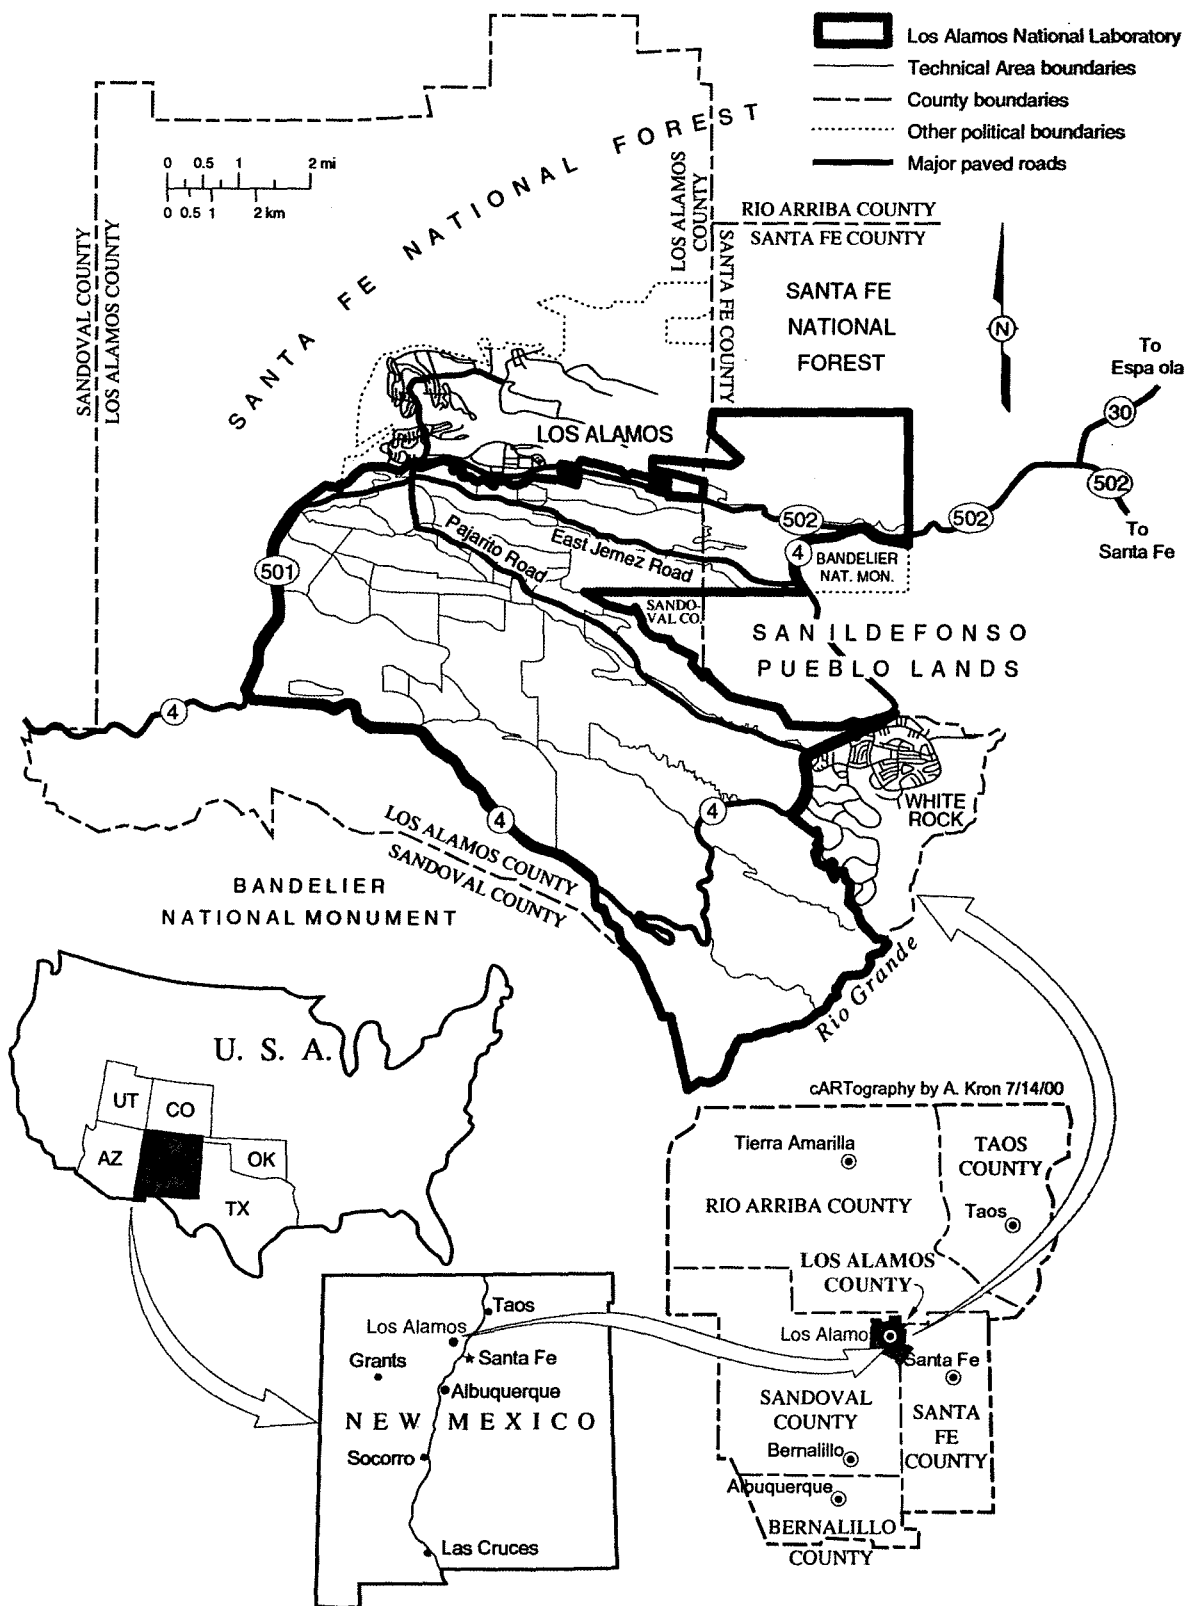 Los Alamos National Laboratory
Technical Area boundaries
County boundaries
Other political boundaries
Major paved roads
0 0.5 1 2 mi
0 0.5 1 2 km
SANTA FE NATIONAL FOREST
SANDOVAL COUNTY
LOS ALAMOS COUNTY
LOS ALAMOS
COUNTY
SANTA FE COUNTY
RIO ARRIBA COUNTY
SANTA FE COUNTY
SANTA FE
NATIONAL
FOREST
N
To
Espa ola
30
502
To
Santa Fe
502
502
LOS ALAMOS
4
BANDELIER
NAT. MON.
East Jemez Road
Pajarito Road
501
SANDO-
VAL CO.
SAN ILDEFONSO
PUEBLO LANDS
4
WHITE
ROCK
4
4
LOS ALAMOS COUNTY
SANDOVAL COUNTY
BANDELIER
NATIONAL MONUMENT
Rio Grande
U. S. A.
UT
CO
AZ
OK
TX
cARTography by A. Kron 7/14/00
Tierra Amarilla
TAOS
COUNTY
RIO ARRIBA COUNTY
Taos
LOS ALAMOS
COUNTY
Los Alamo
Santa Fe
SANDOVAL
COUNTY
SANTA
FE
COUNTY
Bernalillo
Albuquerque
BERNALILLO
COUNTY
Taos
Los Alamos
Grants
Santa Fe
Albuquerque
NEW MEXICO
Socorro
Las Cruces